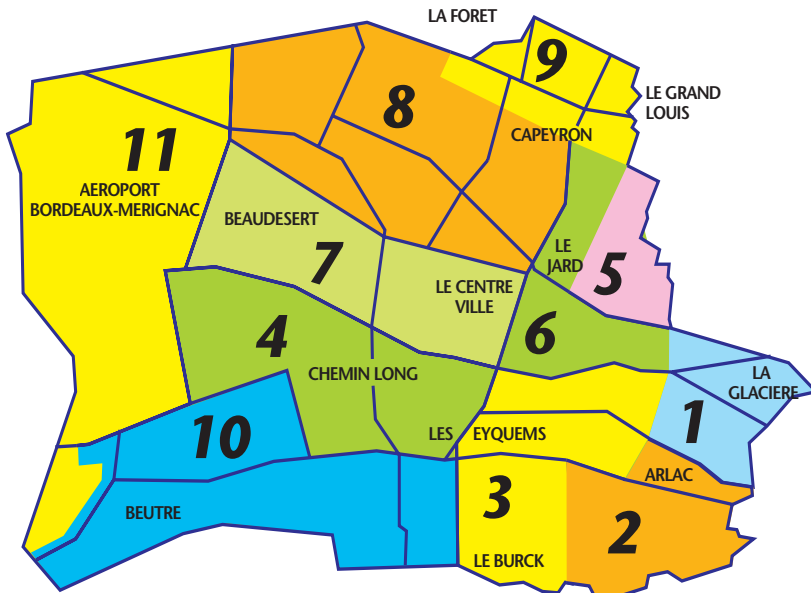 LA FORET
9
LE GRAND
LOUIS
8
CAPEYRON
11
AEROPORT
BORDEAUX-MERIGNAC
BEAUDESERT
7
LE
JARD
5
LE CENTRE
VILLE
4
6
CHEMIN LONG
LA
GLACIERE
1
10
LES EYQUEMS
ARLAC
3
2
BEUTRE
LE BURCK